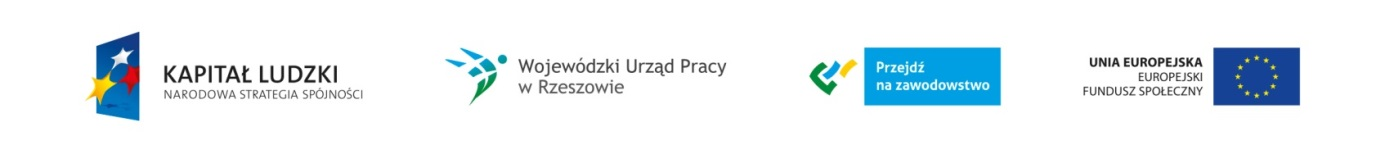 KAPITAŁ LUDZKI
NARODOWA STRATEGIA SPÓJNOŚCI
Wojewódzki Urząd Pracy
w Rzeszowie
Przejdź
na zawodowstwo
UNIA EUROPEJSKA
EUROPEJSKI
FUNDUSZ SPOŁECZNY